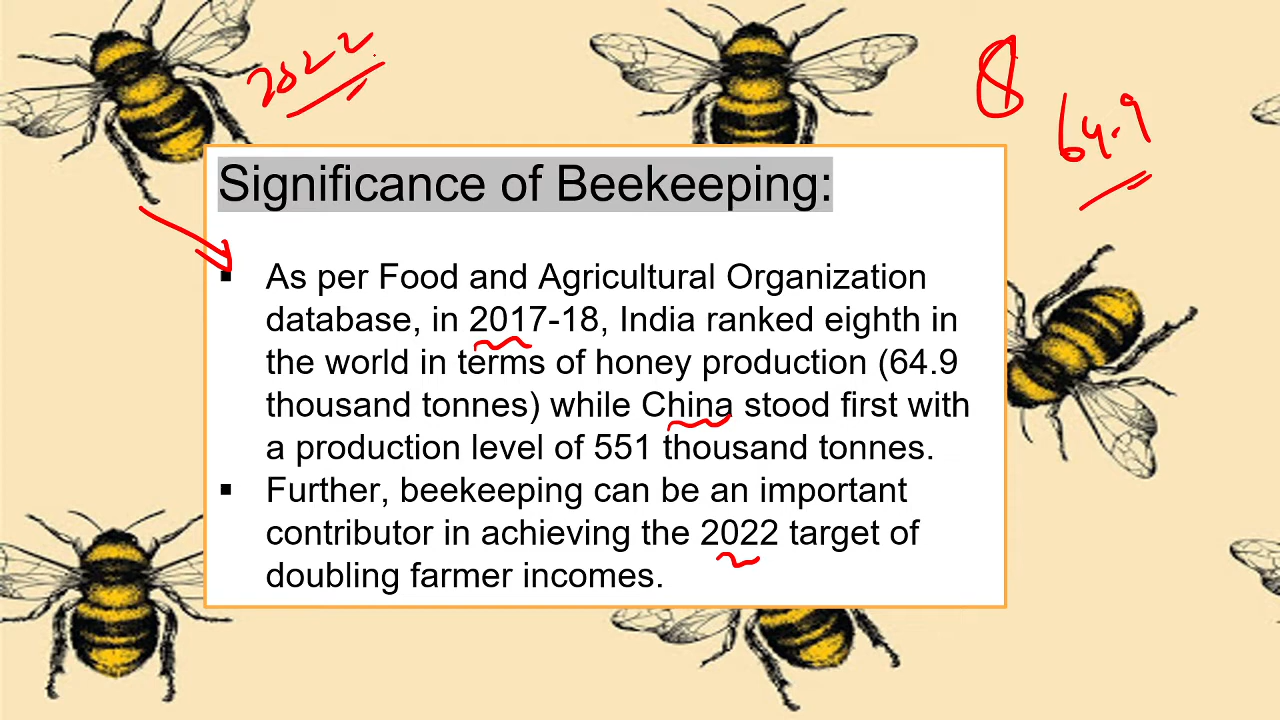 2022
8
64.9
Significance of Beekeeping:
▪ As per Food and Agricultural Organization
database, in 2017-18, India ranked eighth in
the world in terms of honey production (64.9
thousand tonnes) while China stood first with
a production level of 551 thousand tonnes.
▪ Further, beekeeping can be an important
contributor in achieving the 2022 target of
doubling farmer incomes.